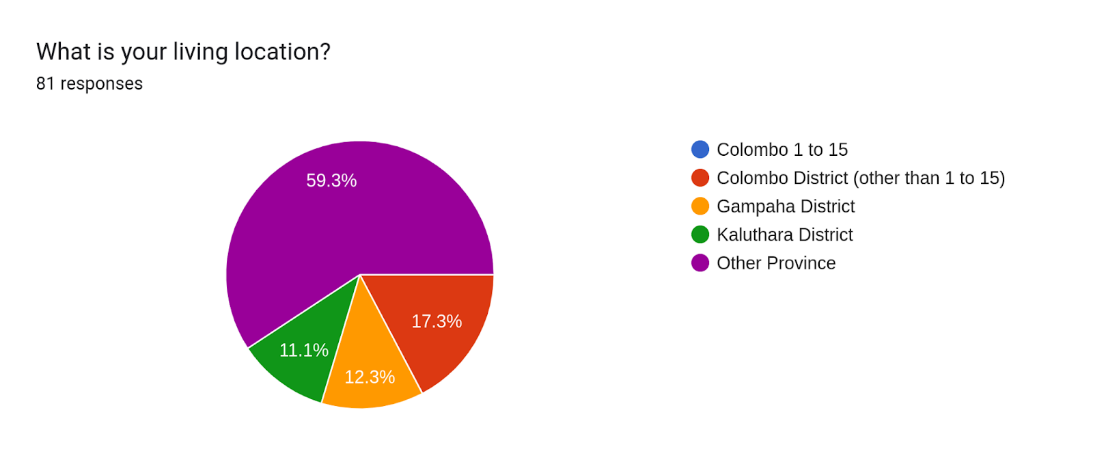 What is your living location?
81 responses
59.3%
17.3%
11.1%
12.3%
Colombo 1 to 15
Colombo District (other than 1 to 15)
Gampaha District
Kaluthara District
Other Province